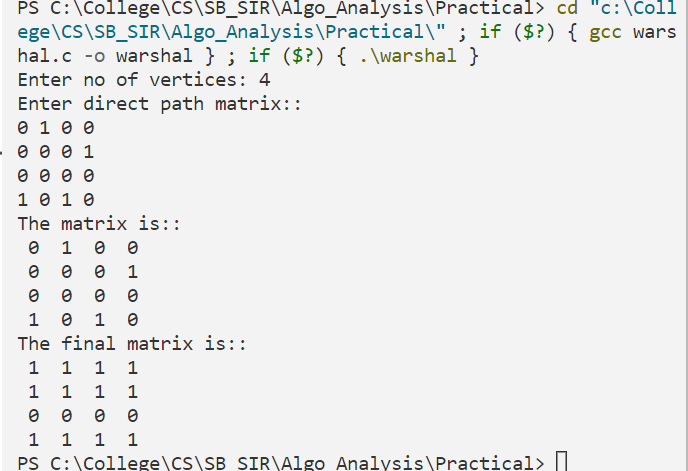 PS C:\College\CS\SB_SIR\Algo_Analysis\Practical> cd "c:\Coll
ege\CS\SB_SIR\Algo_Analysis\Practical\" ; if ($?) { gcc wars
hal.c -o warshal } ; if ($?) { .\warshal }
Enter no of vertices: 4
Enter direct path matrix::
0 1 0 0
0 0 0 1
0 0 0 0
1 0 1 0
The matrix is::
0 1 0 0
0 0 0 1
0 0 0 0
1 0 1 0
The final matrix is::
1 1 1 1
1 1 1 1
0 0 0 0
1 1 1 1
PS C:\College\CS\SB_SIR\Algo_Analysis\Practical>